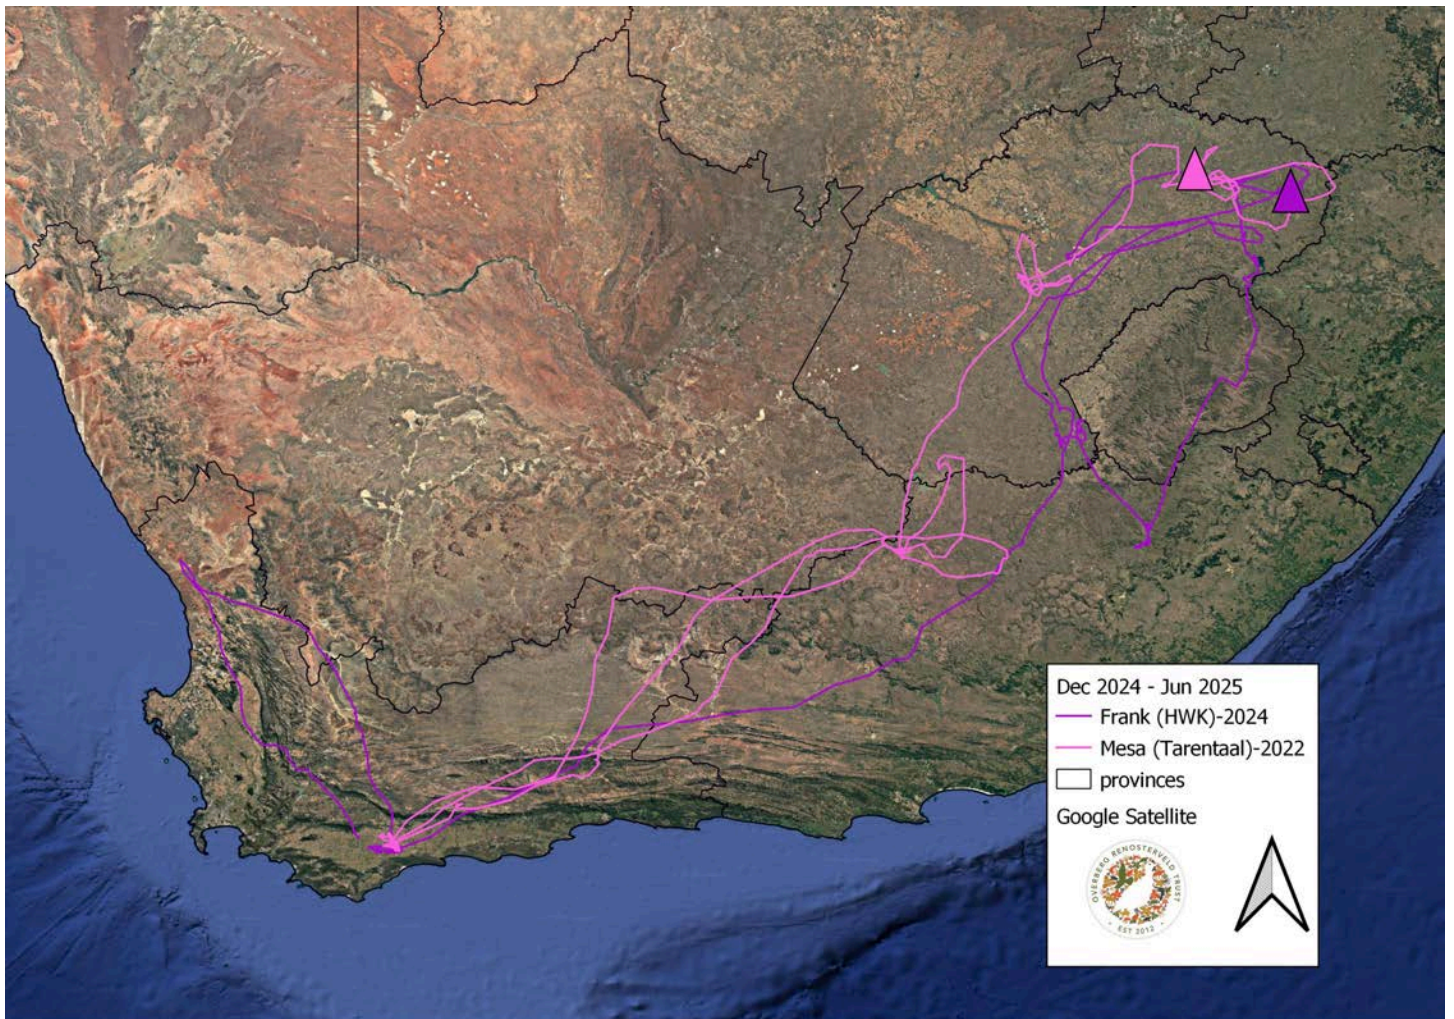 Dec 2024 - Jun 2025
Frank (HWK)-2024
Mesa (Tarentaal)-2022
provinces
Google Satellite
OVERBERG RENOSTERVELD TRUST
· EST 2012 ·